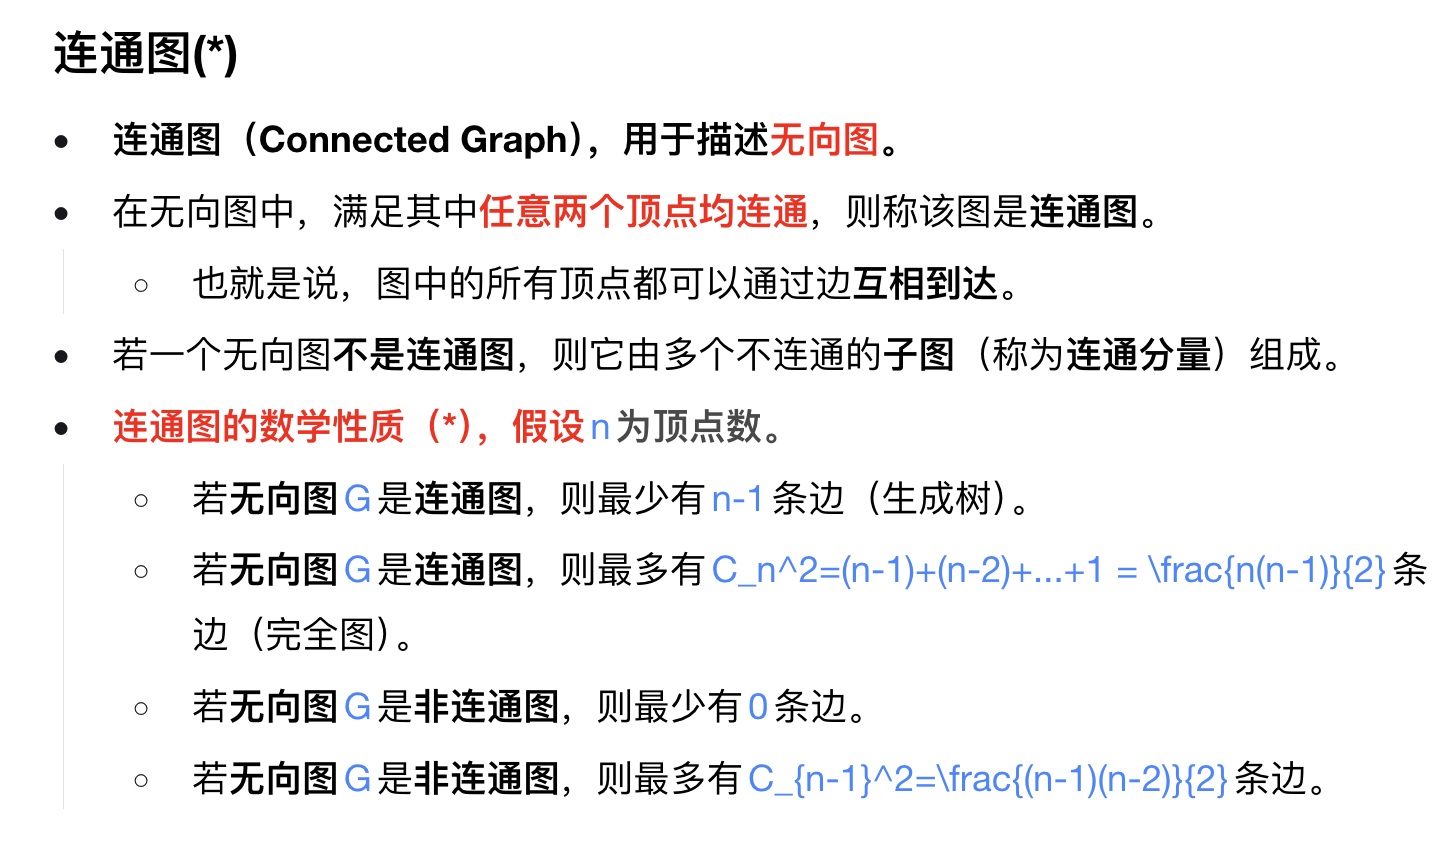 连通图(*)
连通图（Connected Graph），用于描述无向图。
在无向图中，满足其中任意两个顶点均连通，则称该图是连通图。
也就是说，图中的所有顶点都可以通过边互相到达。
若一个无向图不是连通图，则它由多个不连通的子图（称为连通分量）组成。
连通图的数学性质（*），假设 n 为顶点数。
若无向图 G 是连通图，则最少有 n-1 条边（生成树）。
若无向图 G 是连通图，则最多有 C_n^2=(n-1)+(n-2)+...+1 = \frac{n(n-1)}{2} 条
边（完全图）。
若无向图 G 是非连通图，则最少有 0 条边。
若无向图 G 是非连通图，则最多有 C_{n-1}^2=\frac{(n-1)(n-2)}{2} 条边。